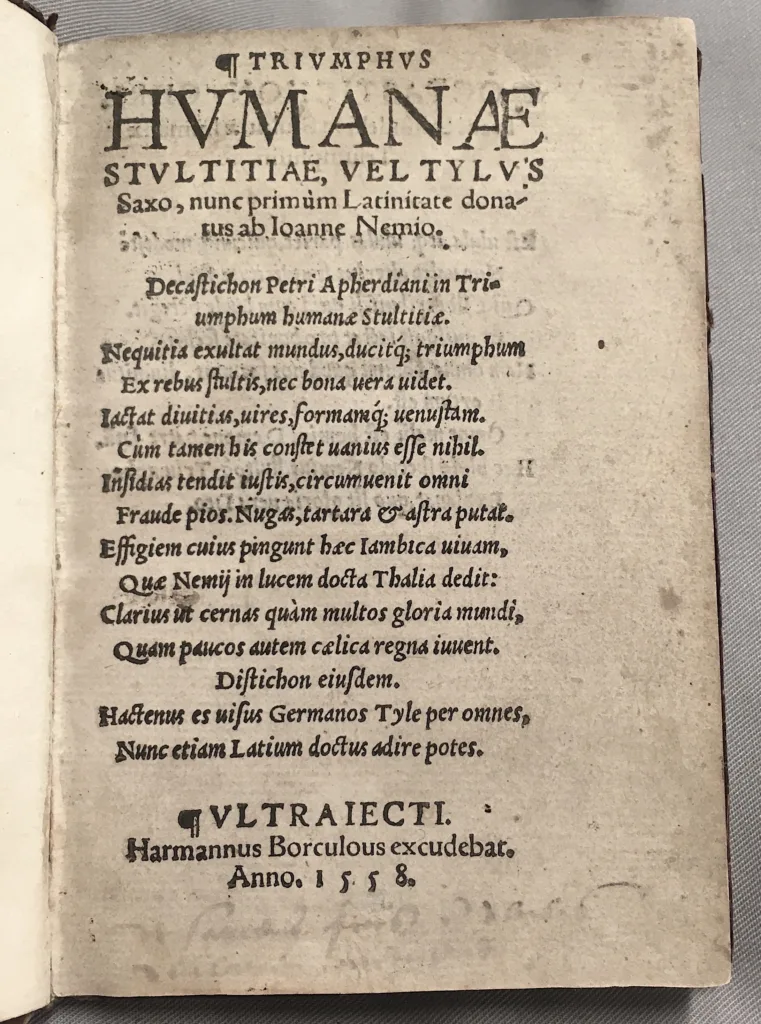 ¶ TRIVMPHVS
HVMANÆ
STVLTITIAE, VEL TYLVS
Saxo, nunc primùm Latinitate dona-
tus ab Ioanne Nemio.
Decastichon Petri Apherdiani in Tri-
umphum humanæ Stultitiæ.
Nequitia exultat mundus, ducitq; triumphum
Ex rebus stultis, nec bona uera uidet.
Iactat diuitias, uires, formamq; uenustam.
Cùm tamen his constet uanius esse nihil.
Insidias tendit iustis, circumuenit omni
Fraude pios. Nugas, tartara & astra putat.
Effigiem cuius pingunt hæc Iambica uiuam,
Quæ Nemij in lucem docta Thalia dedit:
Clarius ut cernas quàm multos gloria mundi,
Quam paucos autem cælica regna iuuent.
Distichon eiusdem.
Hactenus es uisus Germanos Tyle per omnes,
Nunc etiam Latium doctus adire potes.
¶ VLTRAIECTI.
Harmannus Borculous excudebat.
Anno. 1558.